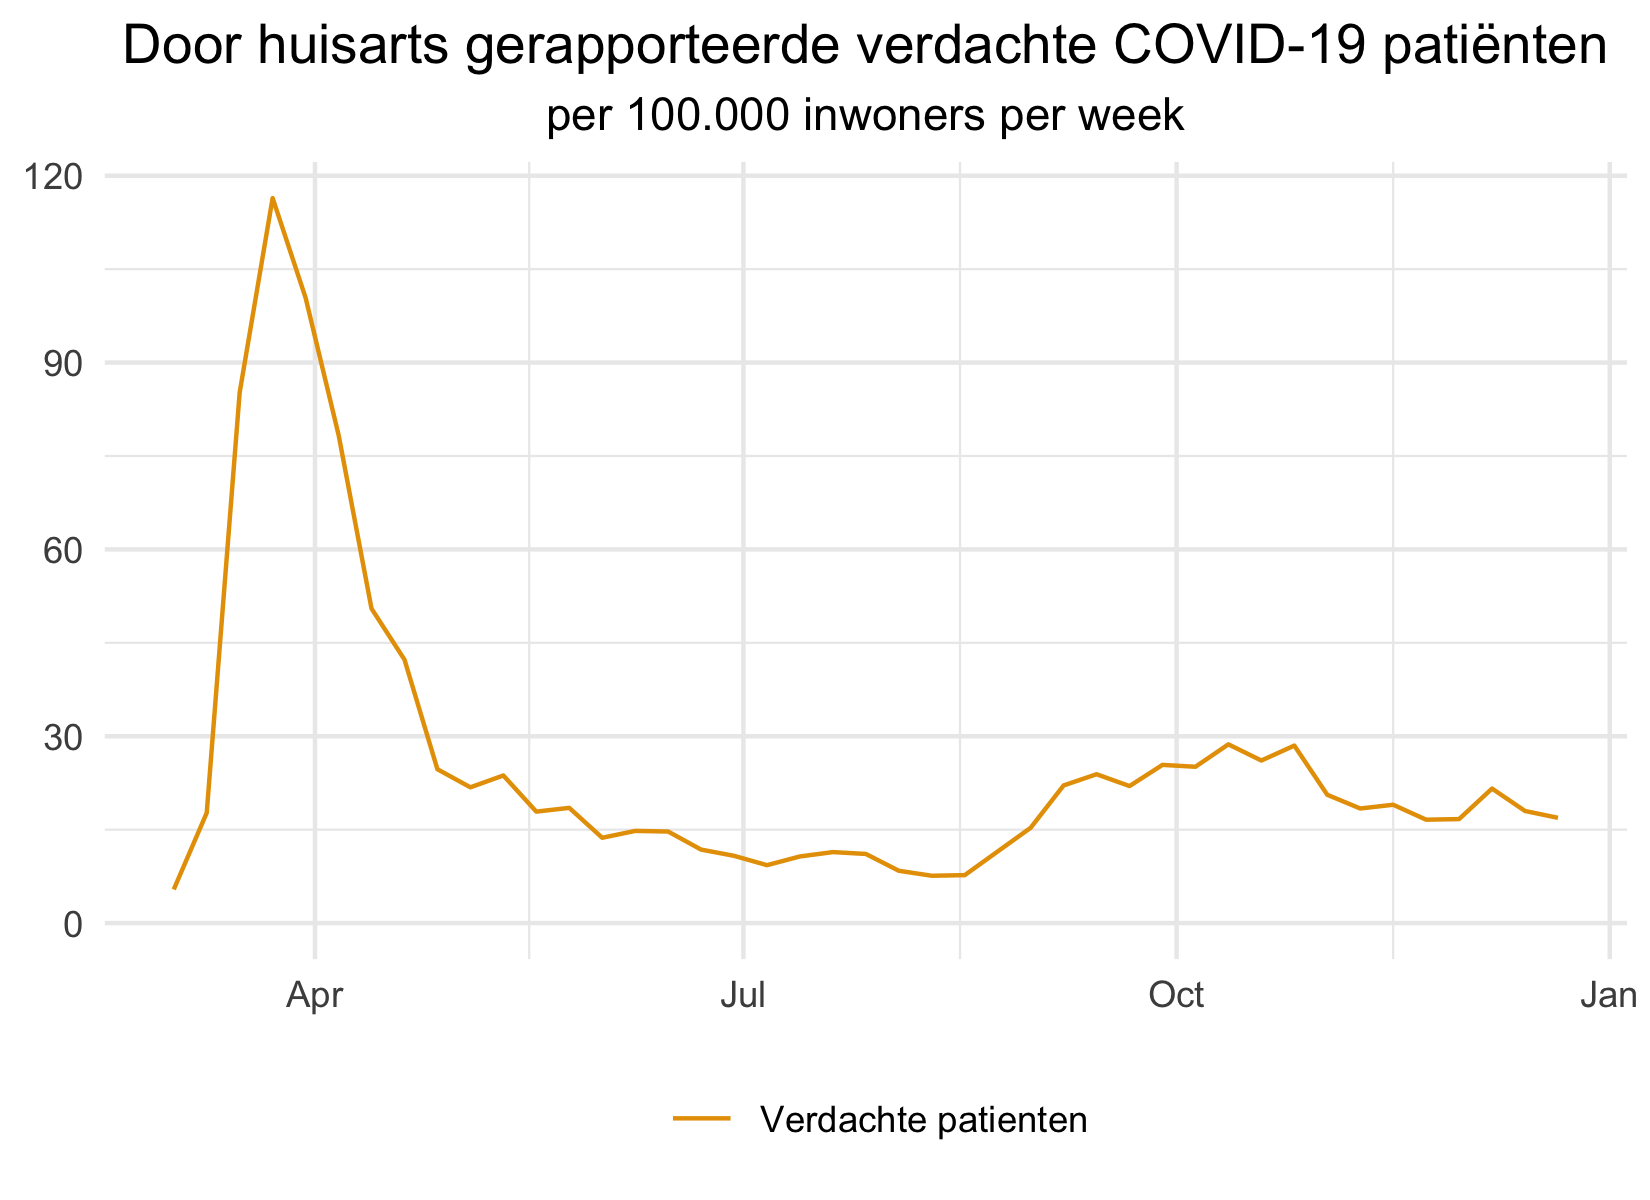 Door huisarts gerapporteerde verdachte COVID-19 patiënten
per 100.000 inwoners per week
120
90
60
30
0
Apr Jul Oct Jan
Verdachte patienten